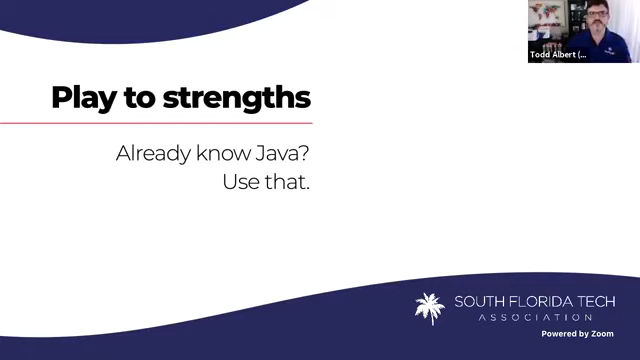 Todd Albert (...
Play to strengths
Already know Java?
Use that.
SOUTH FLORIDA TECH
ASSOCIATION
Powered by Zoom